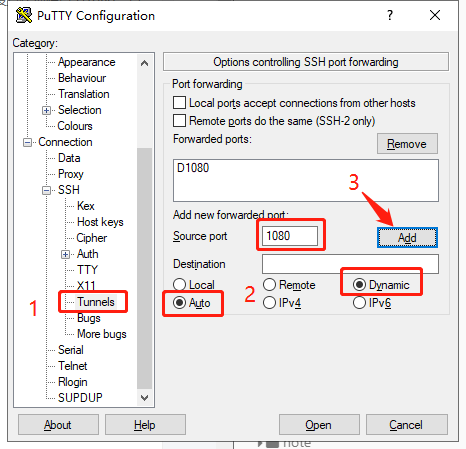 PuTTY Configuration
?
Category:
Appearance
Behaviour
Translation
Selection
Colours
Connection
Data
Proxy
SSH
Kex
Host keys
Cipher
Auth
TTY
X11
1
Tunnels
Bugs
More bugs
Serial
Telnet
Rlogin
SUPDUP
Options controlling SSH port forwarding
Port forwarding
Local ports accept connections from other hosts
Remote ports do the same (SSH-2 only)
Forwarded ports:
Remove
D1080
3
Add new forwarded port:
Source port
1080
Add
Destination
2
Local
Remote
Dynamic
Auto
IPv4
IPv6
About
Help
Open
Cancel
note